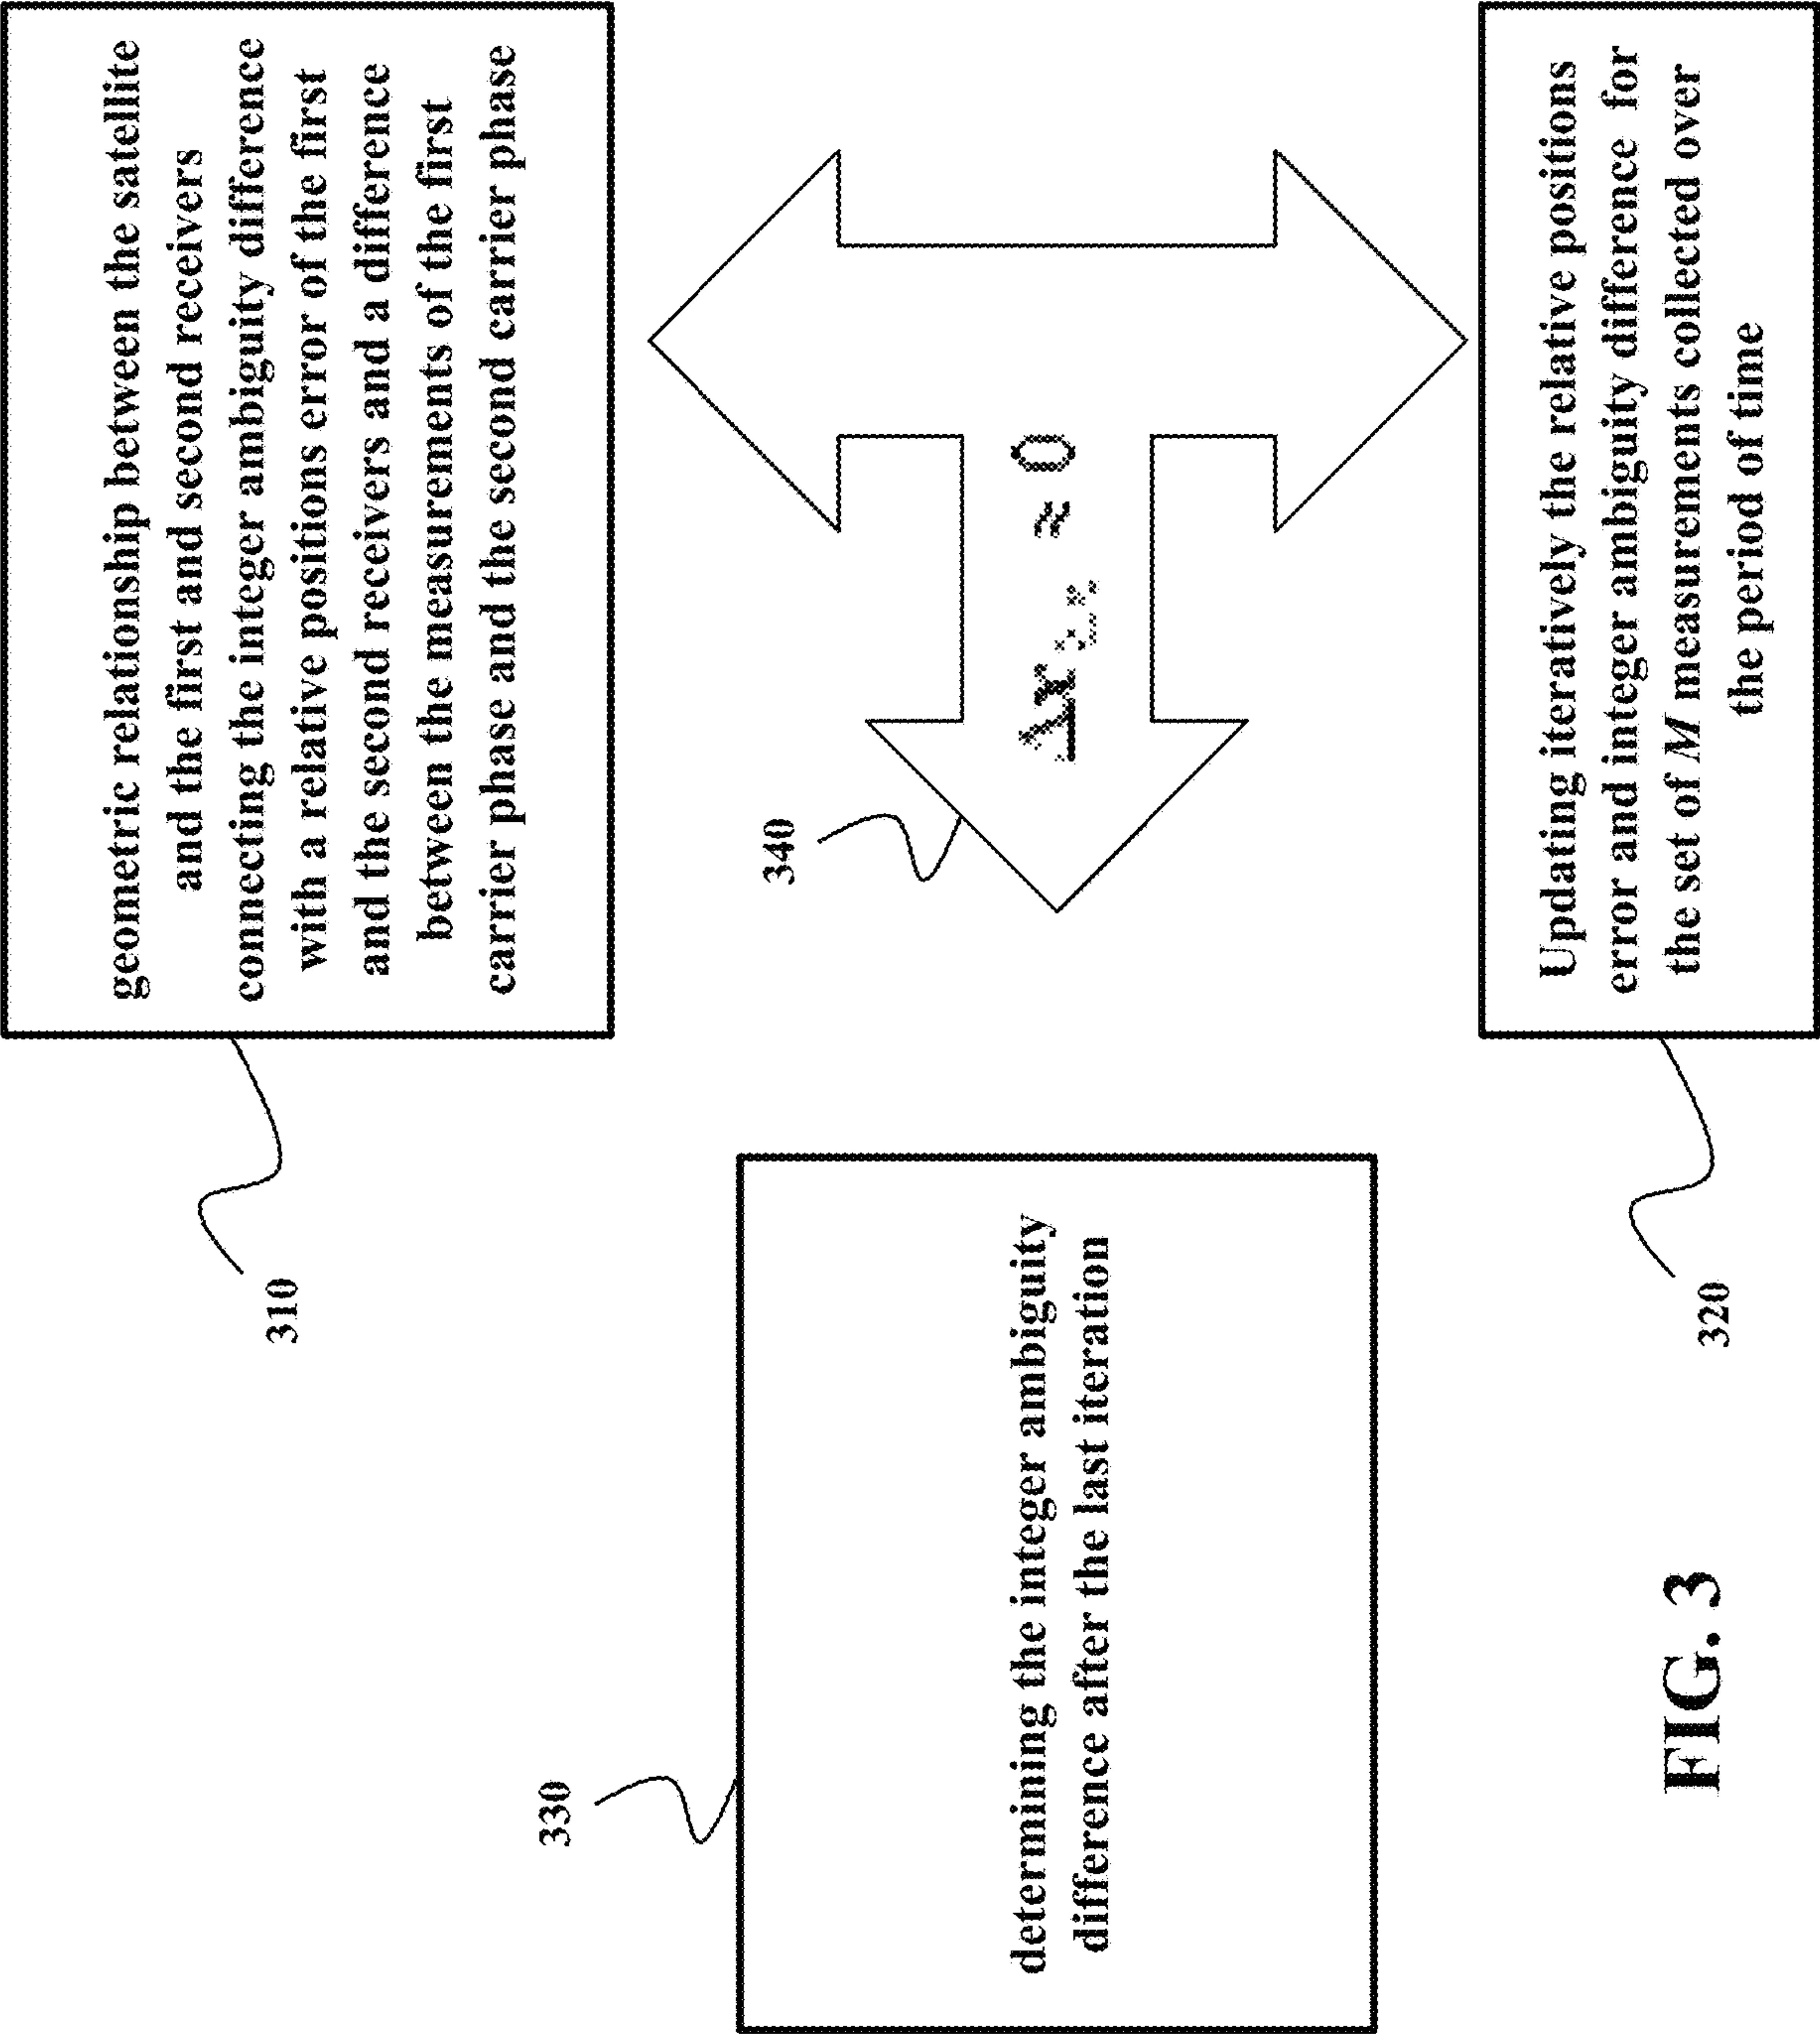 310
geometric relationship between the satellite
and the first and second receivers
connecting the integer ambiguity difference
with a relative positions error of the first
and the second receivers and a difference
between the measurements of the first
carrier phase and the second carrier phase
340
≈ 0
330
determining the integer ambiguity
difference after the last iteration
320
Updating iteratively the relative positions
error and integer ambiguity difference for
the set of M measurements collected over
the period of time
FIG. 3